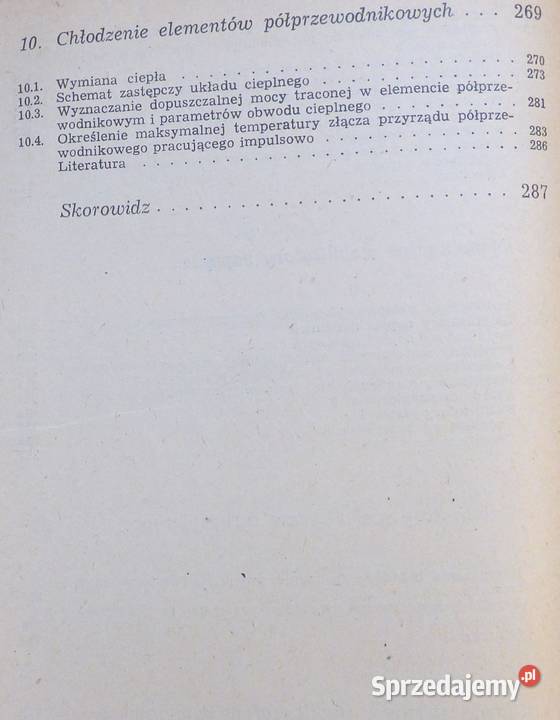 10. Chłodzenie elementów półprzewodnikowych . . . 269
10.1. Wymiana ciepła . . . . . . . . . . . . . . . . . . 270
10.2. Schemat zastępczy układu cieplnego . . . . . . . . . 273
10.3. Wyznaczanie dopuszczalnej mocy traconej w elemencie półprze-
wodnikowym i parametrów obwodu cieplnego . . . . . . . 281
10.4. Określenie maksymalnej temperatury złącza przyrządu półprze-
wodnikowego pracującego impulsowo . . . . . . . . . 283
Literatura . . . . . . . . . . . . . . . . . . . . 286
Skorowidz . . . . . . . . . . . . . . . . . . . . 287
Sprzedajemy.pl